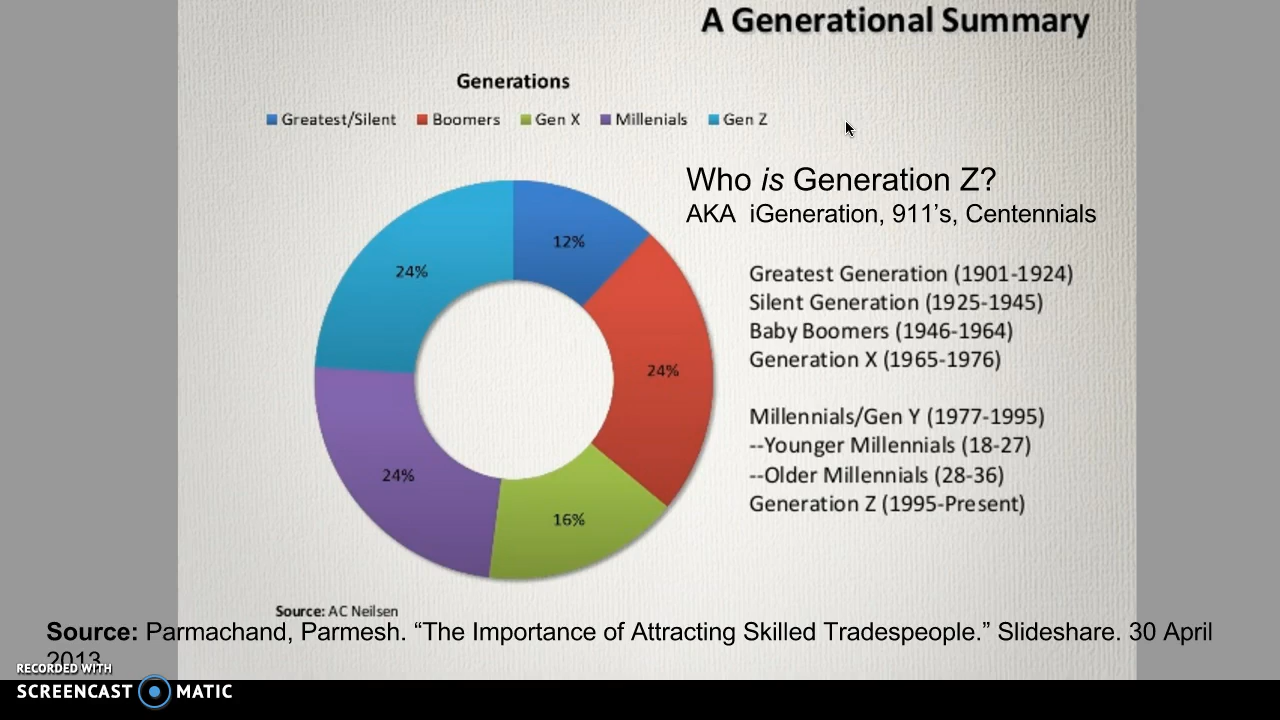 A Generational Summary
Generations
Greatest/Silent Boomers Gen X Millenials Gen Z
Who is Generation Z?
AKA iGeneration, 911’s, Centennials
12%
24%
24%
24%
16%
Greatest Generation (1901-1924)
Silent Generation (1925-1945)
Baby Boomers (1946-1964)
Generation X (1965-1976)
Millennials/Gen Y (1977-1995)
--Younger Millennials (18-27)
--Older Millennials (28-36)
Generation Z (1995-Present)
Source: AC Neilsen
Source: Parmachand, Parmesh. “The Importance of Attracting Skilled Tradespeople.” Slideshare. 30 April
2013
RECORDED WITH
SCREENCAST MATIC